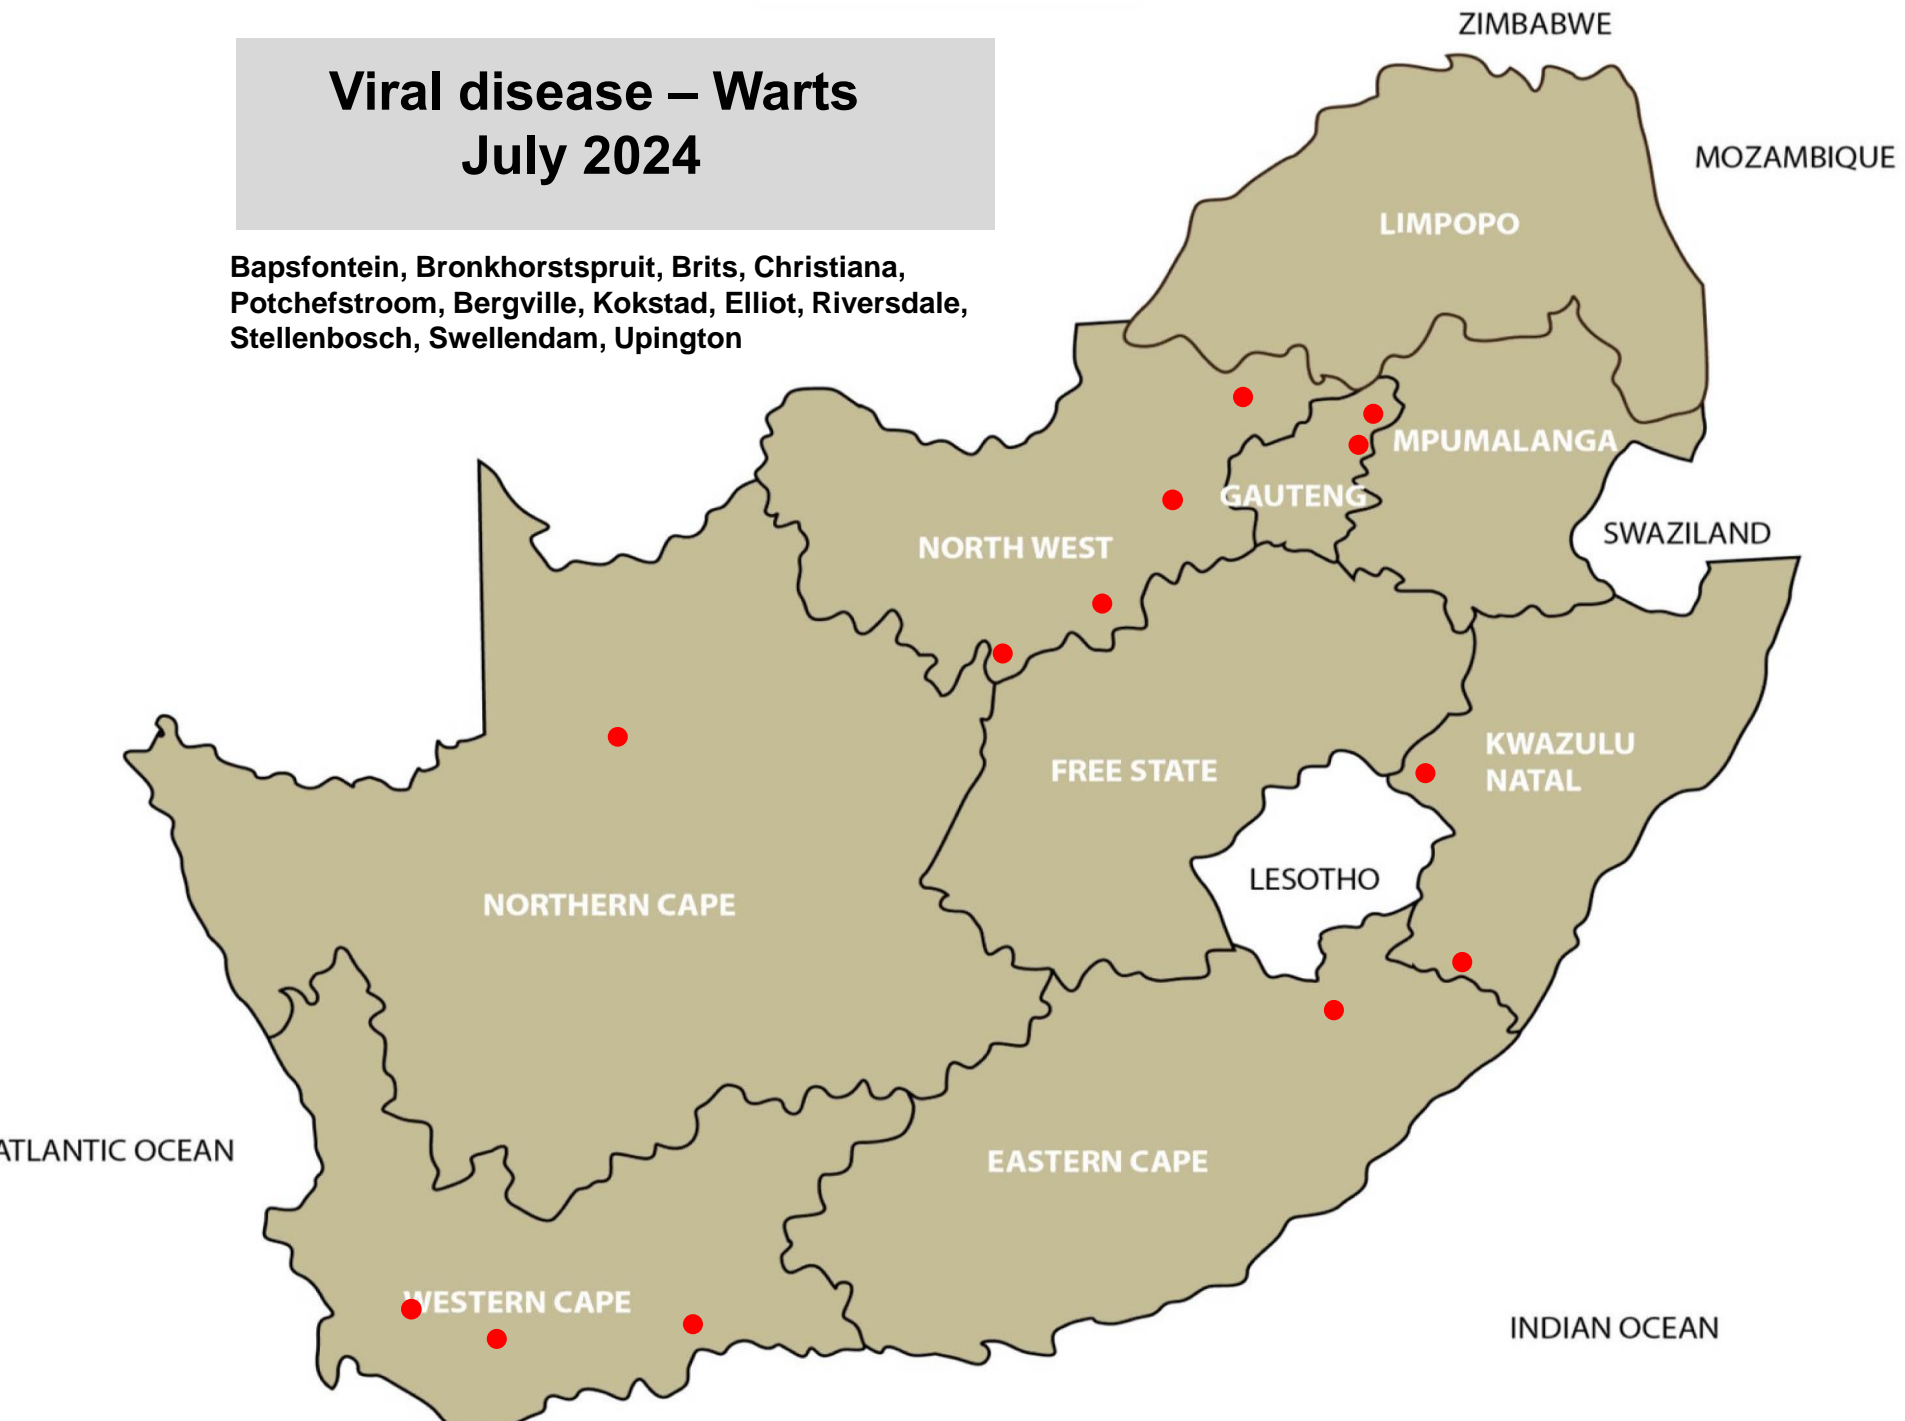 Viral disease – Warts
July 2024
Bapsfontein, Bronkhorstspruit, Brits, Christiana,
Potchefstroom, Bergville, Kokstad, Elliot, Riversdale,
Stellenbosch, Swellendam, Upington
ZIMBABWE
MOZAMBIQUE
LIMPOPO
MPUMALANGA
GAUTENG
NORTH WEST
SWAZILAND
FREE STATE
KWAZULU
NATAL
LESOTHO
NORTHERN CAPE
ATLANTIC OCEAN
EASTERN CAPE
WESTERN CAPE
INDIAN OCEAN